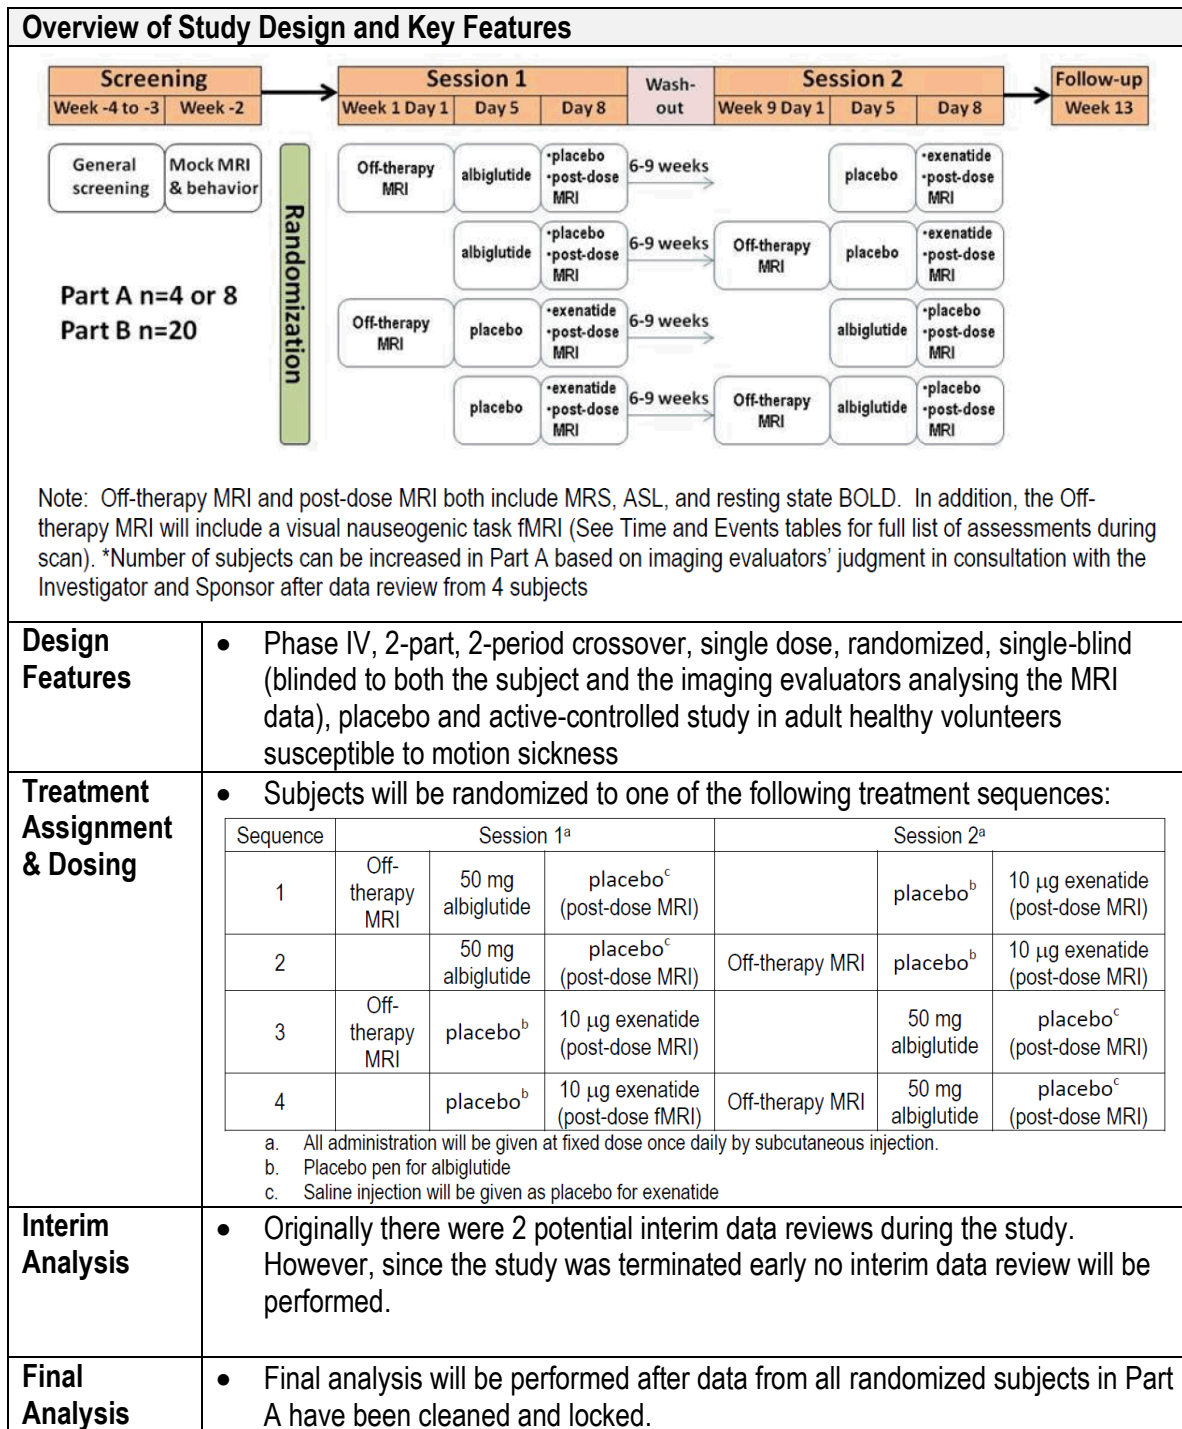 Overview of Study Design and Key Features
Screening
Week -4 to -3 Week -2
Session 1
Week 1 Day 1 Day 5 Day 8
Wash-
out
Session 2
Week 9 Day 1 Day 5 Day 8
Follow-up
Week 13
General
screening
Mock MRI
& behavior
Randomization
Part A n=4 or 8
Part B n=20
Off-therapy
MRI
albiglutide
•placebo
•post-dose
MRI
6-9 weeks
placebo
•exenatide
•post-dose
MRI
albiglutide
•placebo
•post-dose
MRI
6-9 weeks
Off-therapy
MRI
placebo
•exenatide
•post-dose
MRI
Off-therapy
MRI
placebo
•exenatide
•post-dose
MRI
6-9 weeks
albiglutide
•placebo
•post-dose
MRI
placebo
•exenatide
•post-dose
MRI
6-9 weeks
Off-therapy
MRI
albiglutide
•placebo
•post-dose
MRI
Note: Off-therapy MRI and post-dose MRI both include MRS, ASL, and resting state BOLD. In addition, the Off-
therapy MRI will include a visual nauseogenic task fMRI (See Time and Events tables for full list of assessments during
scan). *Number of subjects can be increased in Part A based on imaging evaluators' judgment in consultation with the
Investigator and Sponsor after data review from 4 subjects
Design
Features
• Phase IV, 2-part, 2-period crossover, single dose, randomized, single-blind
(blinded to both the subject and the imaging evaluators analysing the MRI
data), placebo and active-controlled study in adult healthy volunteers
susceptible to motion sickness
Treatment
Assignment
& Dosing
• Subjects will be randomized to one of the following treatment sequences:
Sequence Session 1a Session 2a
1
Off-
therapy
MRI
50 mg
albiglutide
placeboc
(post-dose MRI)
placebob
10 μg exenatide
(post-dose MRI)
2
50 mg
albiglutide
placeboc
(post-dose MRI)
Off-therapy MRI
placebob
10 μg exenatide
(post-dose MRI)
3
Off-
therapy
MRI
placebob
10 μg exenatide
(post-dose MRI)
50 mg
albiglutide
placeboc
(post-dose MRI)
4
placebob
10 μg exenatide
(post-dose fMRI)
Off-therapy MRI
50 mg
albiglutide
placeboc
(post-dose MRI)
a. All administration will be given at fixed dose once daily by subcutaneous injection.
b. Placebo pen for albiglutide
c. Saline injection will be given as placebo for exenatide
Interim
Analysis
• Originally there were 2 potential interim data reviews during the study.
However, since the study was terminated early no interim data review will be
performed.
Final
Analysis
• Final analysis will be performed after data from all randomized subjects in Part
A have been cleaned and locked.